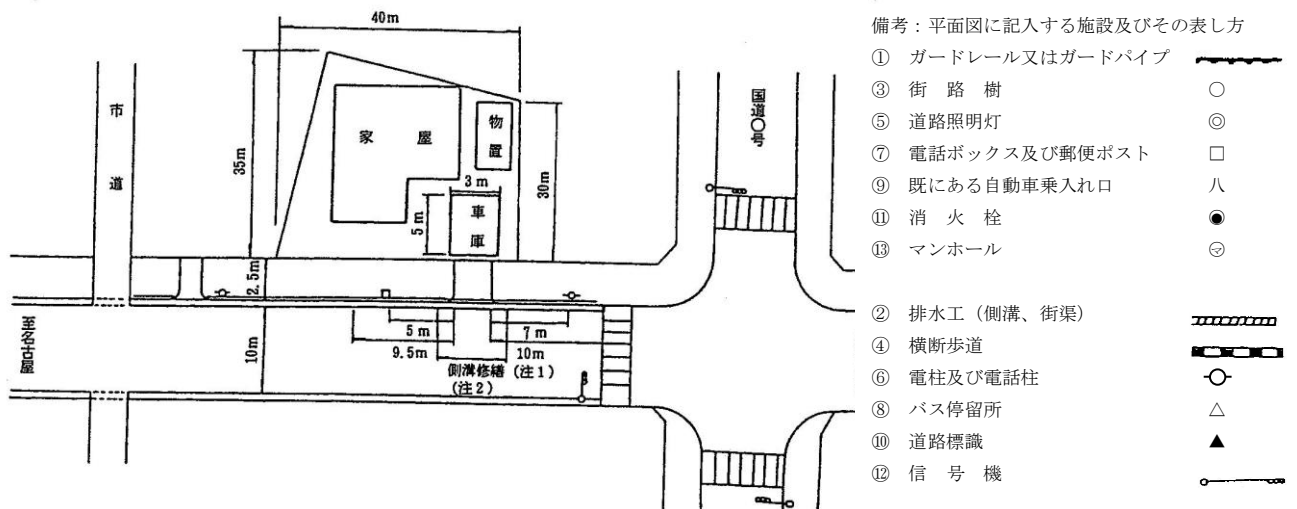 40m
市道
35m
家屋
物置
3m
5m
車庫
30m
国道〇号
2.5m
至名古屋
10m
5m
7m
9.5m
10m
側溝修繕(注1)
(注2)
備考:平面図に記入する施設及びその表し方
① ガードレール又はガードパイプ
③ 街路樹 ○
⑤ 道路照明灯 ◎
⑦ 電話ボックス及び郵便ポスト □
⑨ 既にある自動車乗入れ口 八
⑪ 消火栓 ◉
⑬ マンホール ㋮
② 排水工(側溝、街渠)
④ 横断歩道
⑥ 電柱及び電話柱
⑧ バス停留所 △
⑩ 道路標識 ▲
⑫ 信号機